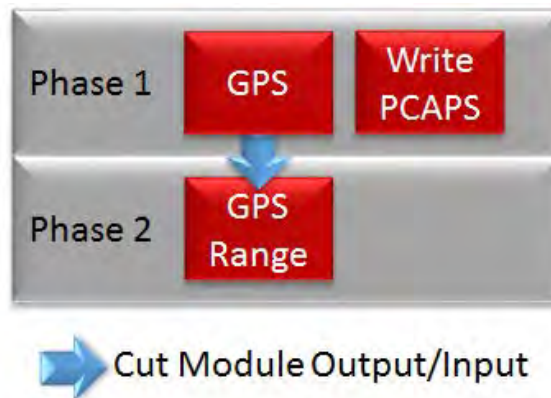 Phase 1
GPS
Write
PCAPS
Phase 2
GPS
Range
Cut Module Output/Input